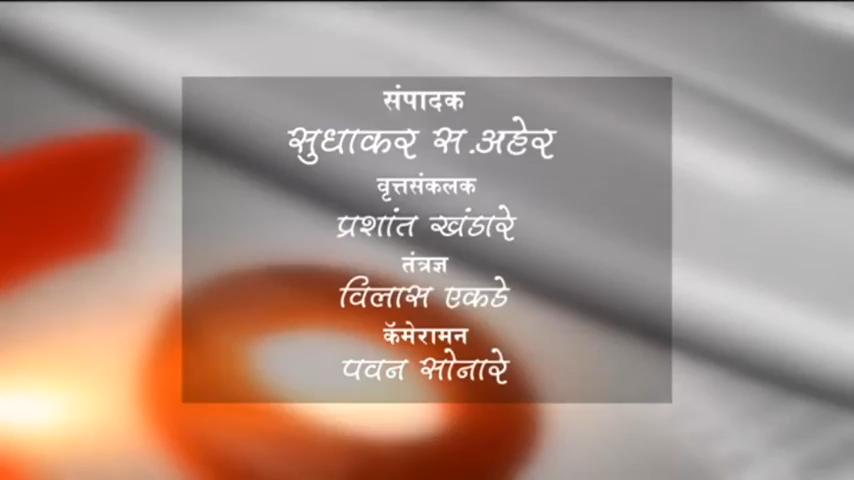 संपादक
सुधाकर स.अहेर
वृत्तसंकलक
प्रशांत खंडारे
तंत्रज्ञ
विलास एकडे
कॅमेरामन
पवन सोनारे